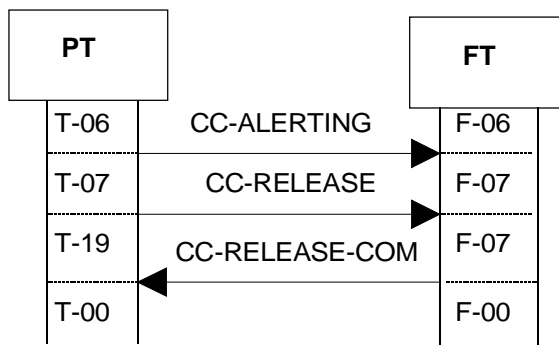 PT FT
T-06 CC-ALERTING F-06
T-07 CC-RELEASE F-07
T-19 CC-RELEASE-COM F-07
T-00 F-00